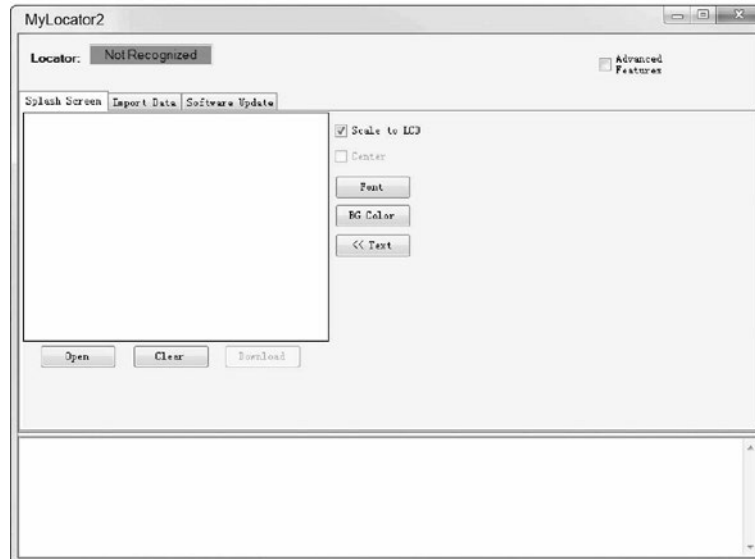 MyLocator2
Locator: Not Recognized
Advanced
Features
Splash Screen Import Data Software Update
Scale to LCD
Center
Font
BG Color
<< Text
Open Clear Download